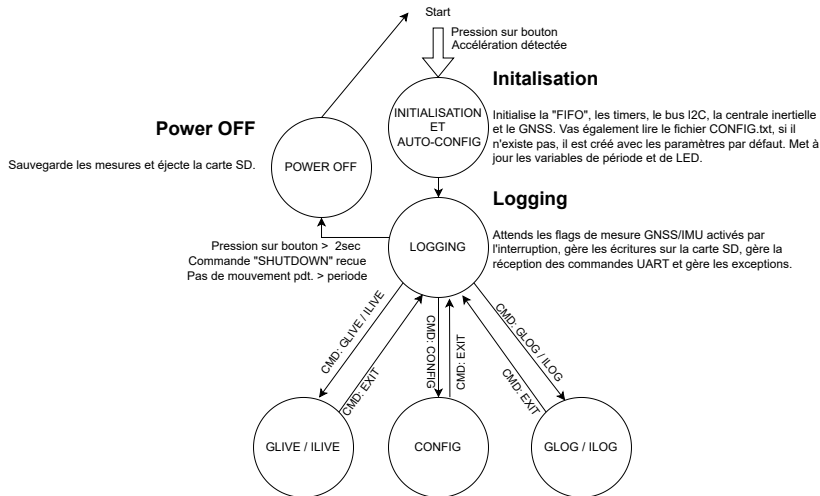 Start
Pression sur bouton
Accélération détectée
Initalisation
INITIALISATION
ET
AUTO-CONFIG
Initialise la "FIFO", les timers, le bus I2C, la centrale inertielle
et le GNSS. Vas également lire le fichier CONFIG.txt, si il
n'existe pas, il est créé avec les paramètres par défaut. Met à
jour les variables de période et de LED.
Power OFF
Sauvegarde les mesures et éjecte la carte SD.
POWER OFF
Logging
LOGGING
Attends les flags de mesure GNSS/IMU activés par
l'interruption, gère les écritures sur la carte SD, gère la
réception des commandes UART et gère les exceptions.
Pression sur bouton > 2sec
Commande "SHUTDOWN" recue
Pas de mouvement pdt. > periode
CMD: GLIVE / ILIVE
CMD: EXIT
CMD: CONFIG
CMD: EXIT
CMD: GLOG / ILOG
CMD: EXIT
GLIVE / ILIVE
CONFIG
GLOG / ILOG